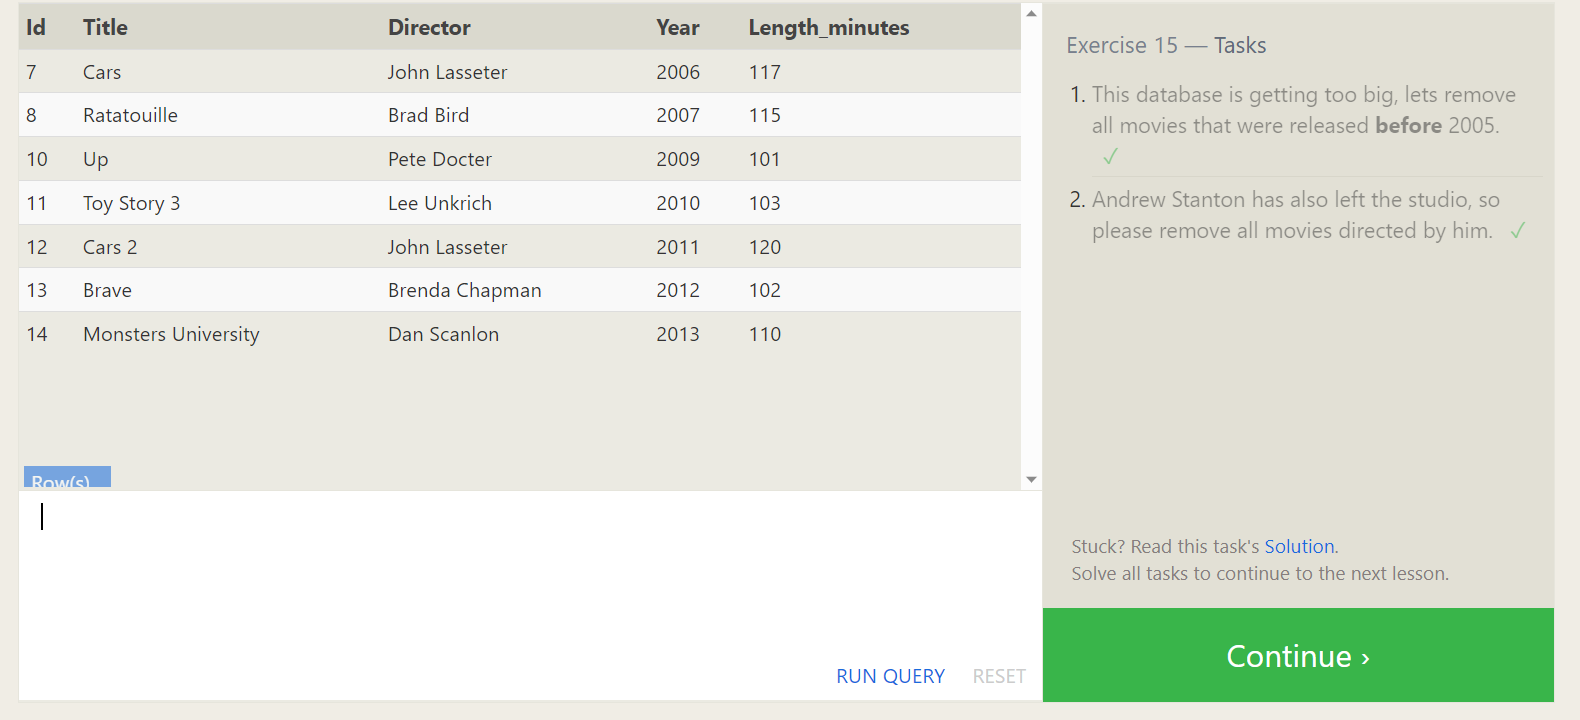 Id Title Director Year Length_minutes
7 Cars John Lasseter 2006 117
8 Ratatouille Brad Bird 2007 115
10 Up Pete Docter 2009 101
11 Toy Story 3 Lee Unkrich 2010 103
12 Cars 2 John Lasseter 2011 120
13 Brave Brenda Chapman 2012 102
14 Monsters University Dan Scanlon 2013 110
Row(s)
RUN QUERY RESET
Exercise 15 — Tasks
1. This database is getting too big, lets remove
all movies that were released before 2005.
✓
2. Andrew Stanton has also left the studio, so
please remove all movies directed by him. ✓
Stuck? Read this task's Solution.
Solve all tasks to continue to the next lesson.
Continue ›